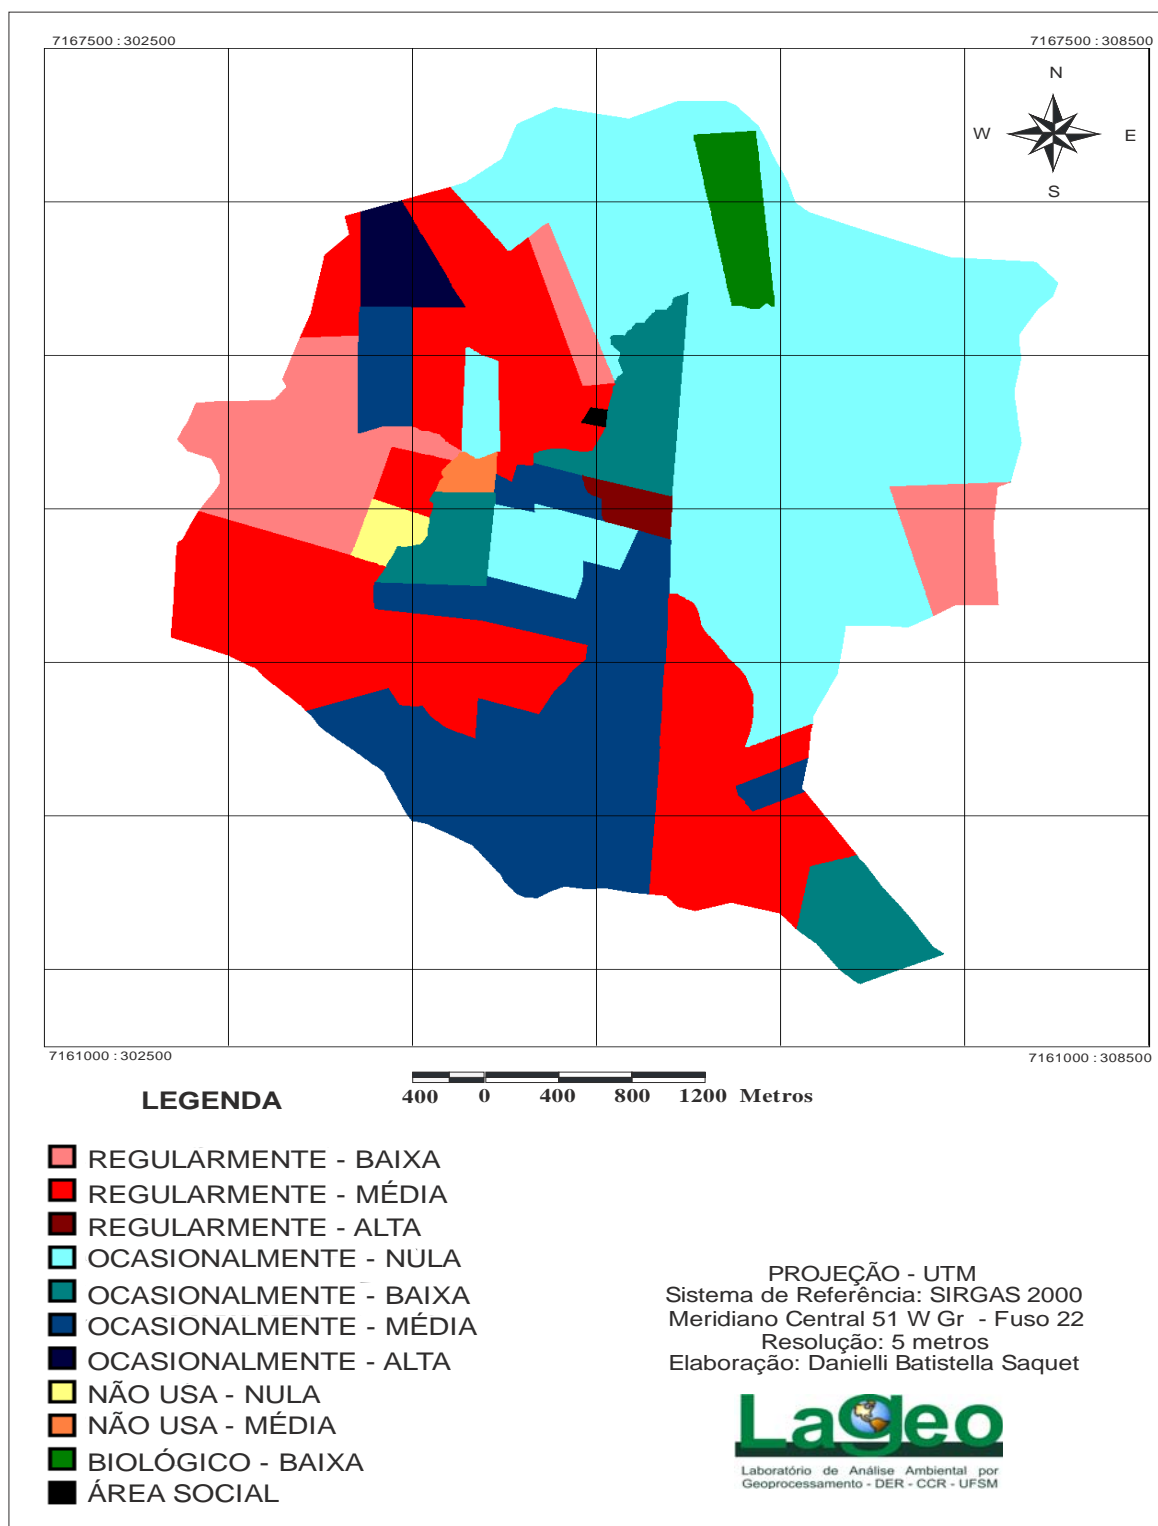 7167500 : 302500
7167500 : 308500
N
W
E
S
7161000 : 302500
7161000 : 308500
400 0 400 800 1200 Metros
LEGENDA
REGULARMENTE - BAIXA
REGULARMENTE - MÉDIA
REGULARMENTE - ALTA
OCASIONALMENTE - NULA
OCASIONALMENTE - BAIXA
OCASIONALMENTE - MÉDIA
OCASIONALMENTE - ALTA
NÃO USA - NULA
NÃO USA - MÉDIA
BIOLÓGICO - BAIXA
ÁREA SOCIAL
PROJEÇÃO - UTM
Sistema de Referência: SIRGAS 2000
Meridiano Central 51 W Gr - Fuso 22
Resolução: 5 metros
Elaboração: Danielli Batistella Saquet
Lageo
Laboratório de Análise Ambiental por
Geoprocessamento - DER - CCR - UFSM